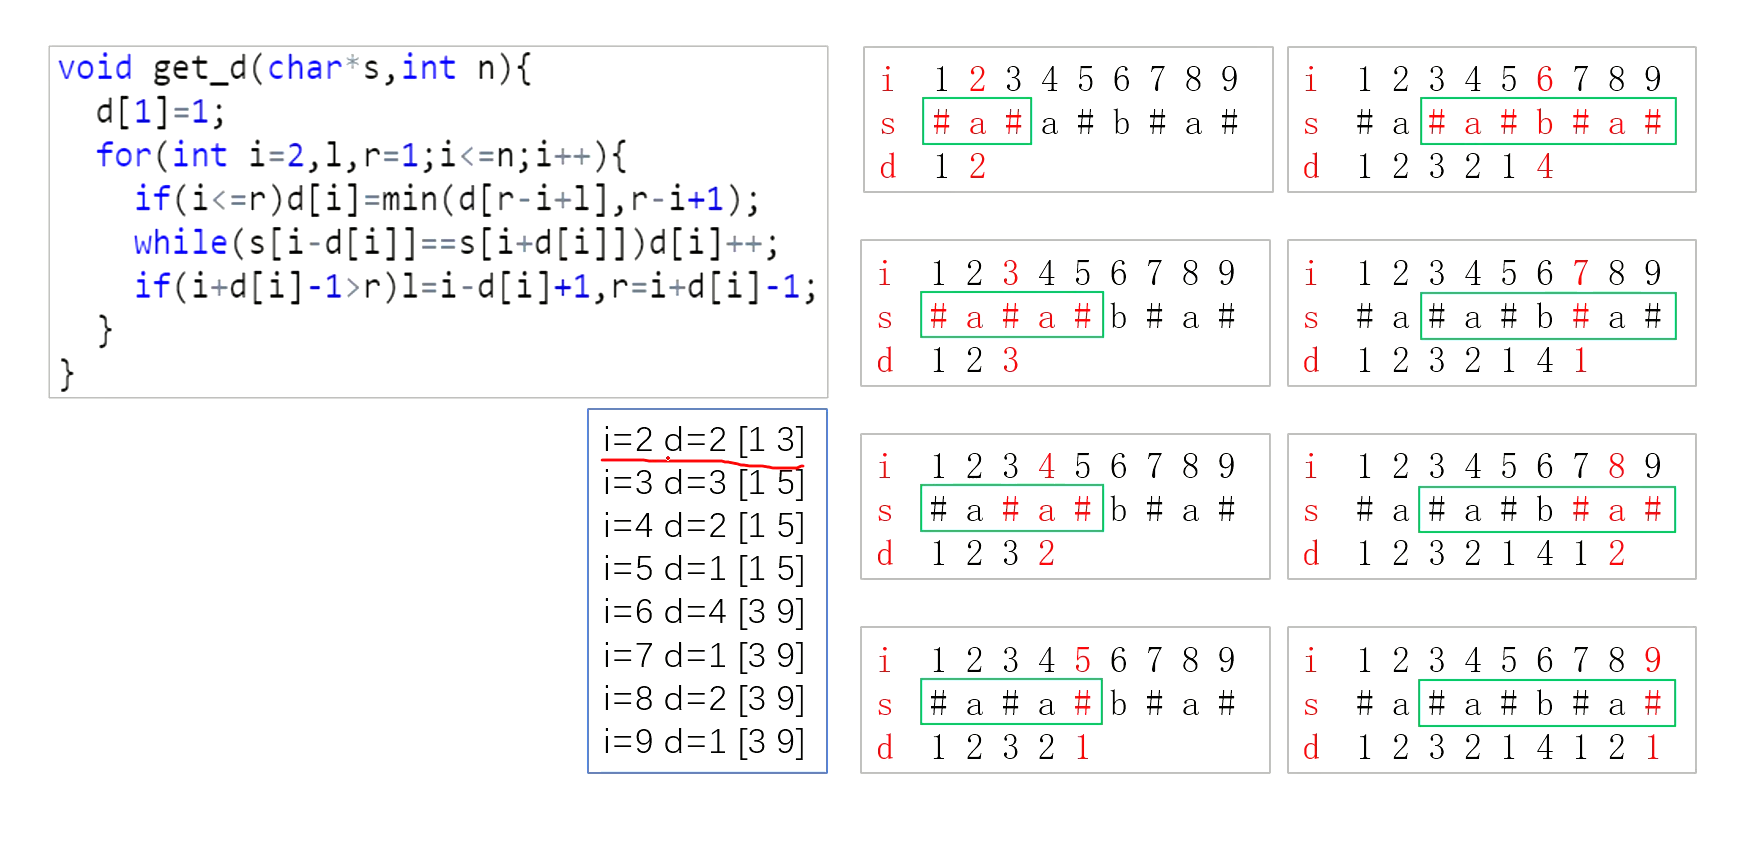 void get_d(char*s,int n){
d[1]=1;
for(int i=2,l,r=1;i<=n;i++){
if(i<=r)d[i]=min(d[r-i+l],r-i+1);
while(s[i-d[i]]==s[i+d[i]])d[i]++;
if(i+d[i]-1>r)l=i-d[i]+1,r=i+d[i]-1;
}
}
i=2 d=2 [1 3]
i=3 d=3 [1 5]
i=4 d=2 [1 5]
i=5 d=1 [1 5]
i=6 d=4 [3 9]
i=7 d=1 [3 9]
i=8 d=2 [3 9]
i=9 d=1 [3 9]
i 1 2 3 4 5 6 7 8 9
s # a # a # b # a #
d 1 2
i 1 2 3 4 5 6 7 8 9
s # a # a # b # a #
d 1 2 3
i 1 2 3 4 5 6 7 8 9
s # a # a # b # a #
d 1 2 3 2
i 1 2 3 4 5 6 7 8 9
s # a # a # b # a #
d 1 2 3 2 1
i 1 2 3 4 5 6 7 8 9
s # a # a # b # a #
d 1 2 3 2 1 4
i 1 2 3 4 5 6 7 8 9
s # a # a # b # a #
d 1 2 3 2 1 4 1
i 1 2 3 4 5 6 7 8 9
s # a # a # b # a #
d 1 2 3 2 1 4 1 2
i 1 2 3 4 5 6 7 8 9
s # a # a # b # a #
d 1 2 3 2 1 4 1 2 1